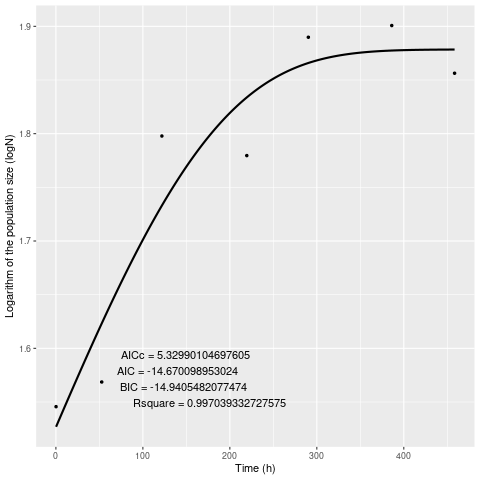 1.9
1.8
1.7
1.6
Logarithm of the population size (logN)
AICc = 5.32990104697605
AIC = -14.670098953024
BIC = -14.9405482077474
Rsquare = 0.997039332727575
0 100 200 300 400
Time (h)